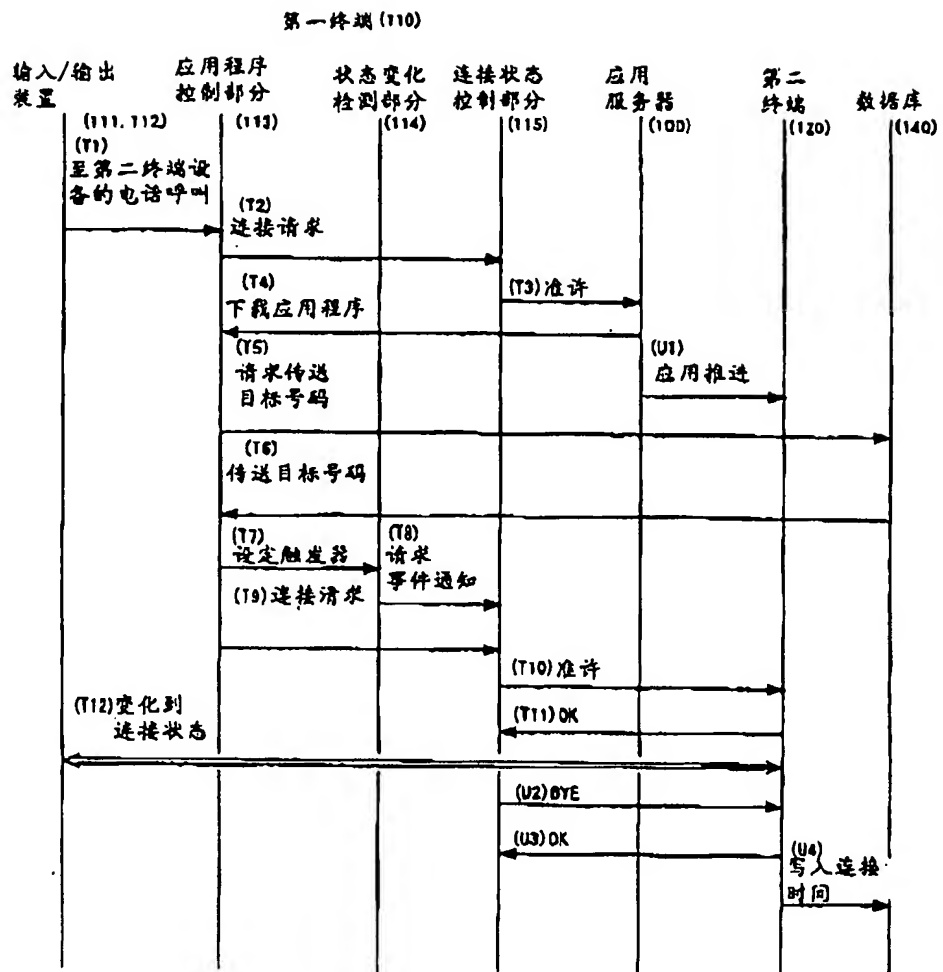 第一终端(110)
输入/输出
装置
应用程序
控制部分
状态变化
检测部分
连接状态
控制部分
应用
服务器
第二
终端
数据库
(111, 112)
(113)
(114)
(115)
(100)
(120)
(140)
(T1)
至第二终端设
备的电话呼叫
(T2)
连接请求
(T3)准许
(T4)
下载应用程序
(T5)
请求传送
目标号码
(U1)
应用推进
(T6)
传送目标号码
(T7)
设定触发器
(T8)
请求
事件通知
(T9)连接请求
(T10)准许
(T11)OK
(T12)变化到
连接状态
(U2)BYE
(U3)OK
(U4)
写入连接
时间